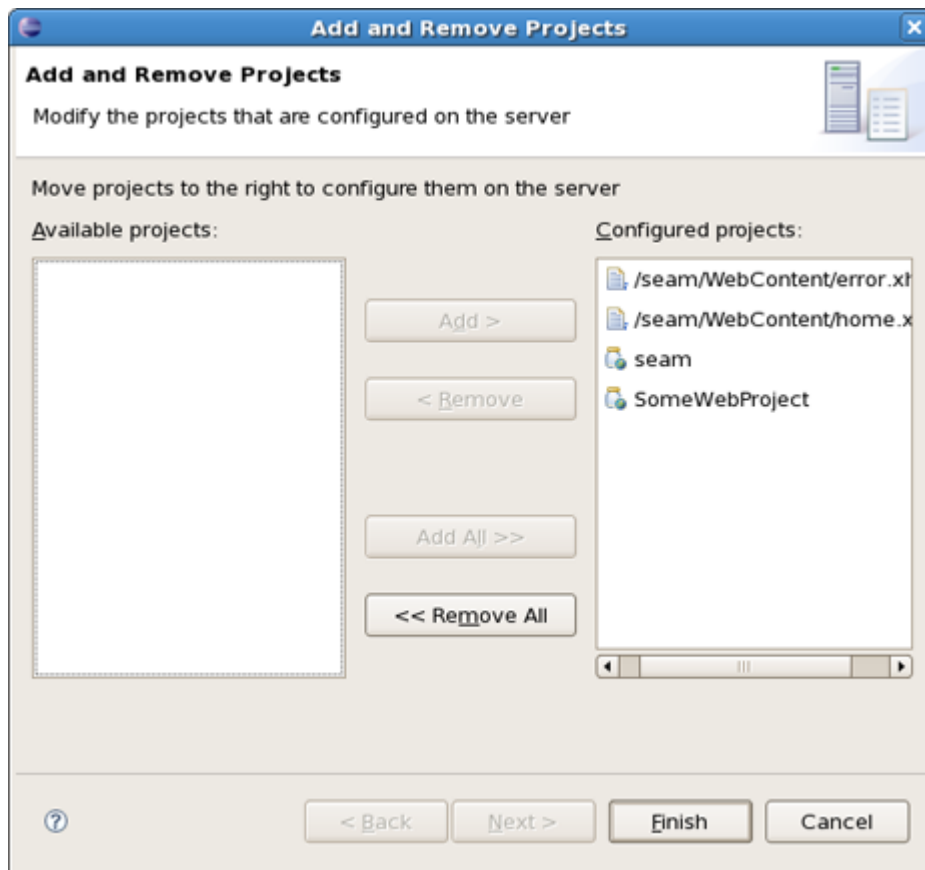 Add and Remove Projects
Add and Remove Projects
Modify the projects that are configured on the server
Move projects to the right to configure them on the server
Available projects:
Configured projects:
/seam/WebContent/error.xh
/seam/WebContent/home.x
seam
SomeWebProject
Add >
< Remove
Add All >>
<< Remove All
< Back
Next >
Finish
Cancel